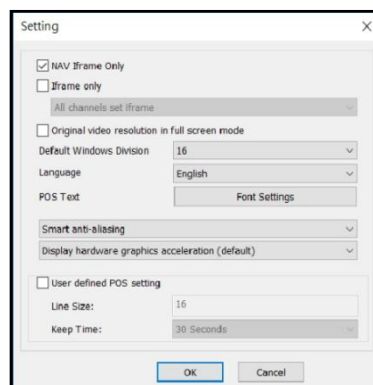 Setting
NAV Iframe Only
Iframe only
All channels set iframe
Original video resolution in full screen mode
Default Windows Division 16
Language English
POS Text Font Settings
Smart anti-aliasing
Display hardware graphics acceleration (default)
User defined POS setting
Line Size: 16
Keep Time: 30 Seconds
OK Cancel